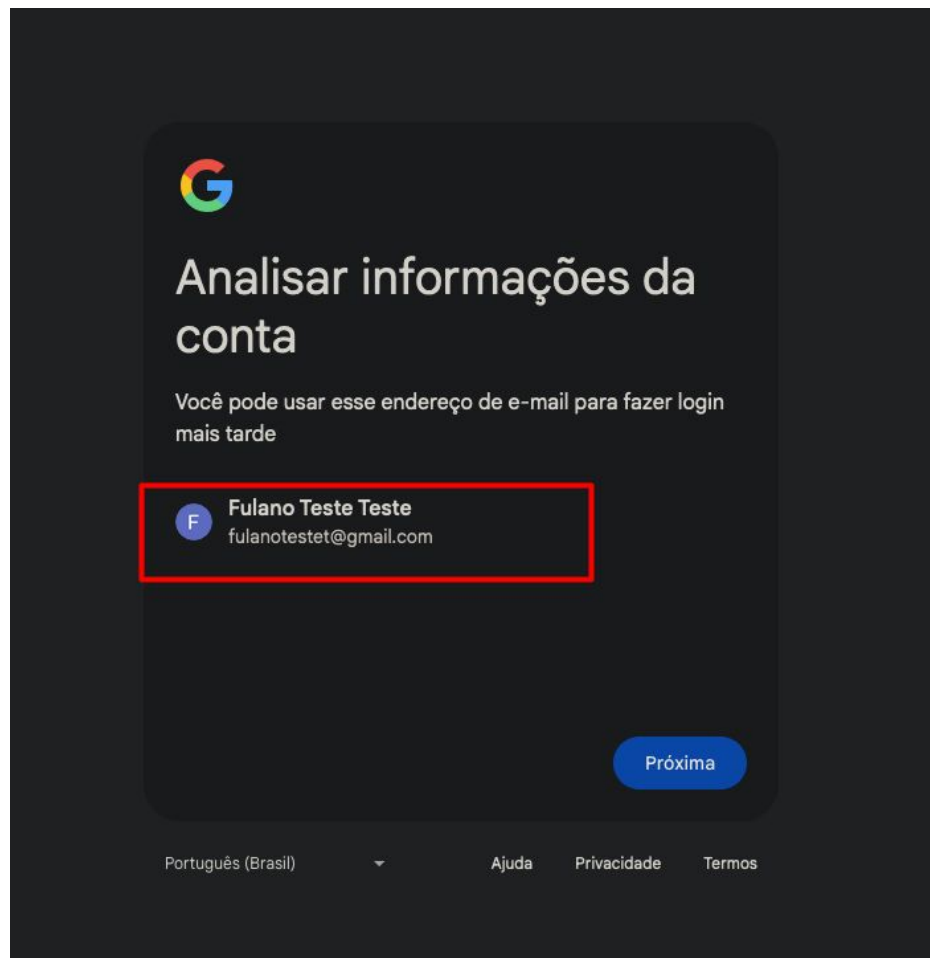 Analisar informações da
conta
Você pode usar esse endereço de e-mail para fazer login
mais tarde
F
Fulano Teste Teste
fulanotestet@gmail.com
Próxima
Português (Brasil)
Ajuda
Privacidade
Termos